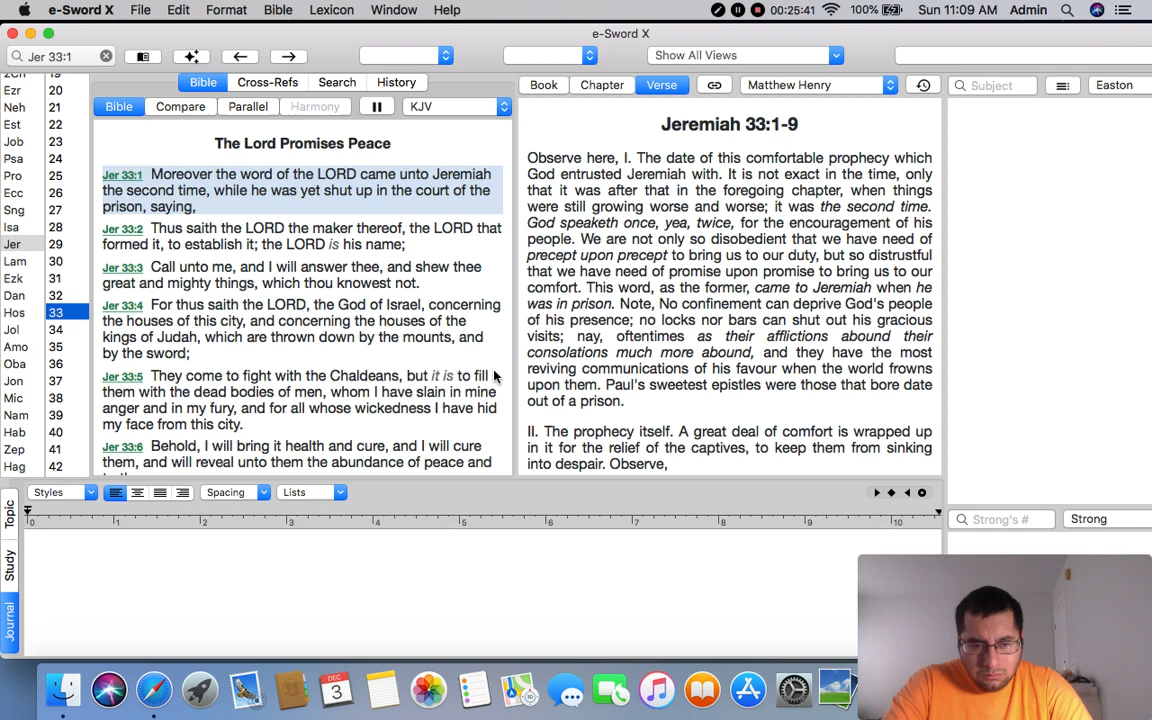 e-Sword X File Edit Format Bible Lexicon Window Help 00:25:41 100% Sun 11:09 AM Admin
e-Sword X
Jer 33:1 Show All Views
Bible Cross-Refs Search History
Book Chapter Verse Matthew Henry Subject Easton
Bible Compare Parallel Harmony KJV
Ezr
Neh
Est
Job
Psa
Pro
Ecc
Sng
Isa
Jer
Lam
Ezk
Dan
Hos
Jol
Amo
Oba
Jon
Mic
Nam
Hab
Zep
Hag
20
21
22
23
24
25
26
27
28
29
30
31
32
33
34
35
36
37
38
39
40
41
42
The Lord Promises Peace
Jer 33:1 Moreover the word of the LORD came unto Jeremiah
the second time, while he was yet shut up in the court of the
prison, saying,
Jer 33:2 Thus saith the LORD the maker thereof, the LORD that
formed it, to establish it; the LORD is his name;
Jer 33:3 Call unto me, and I will answer thee, and shew thee
great and mighty things, which thou knowest not.
Jer 33:4 For thus saith the LORD, the God of Israel, concerning
the houses of this city, and concerning the houses of the
kings of Judah, which are thrown down by the mounts, and
by the sword;
Jer 33:5 They come to fight with the Chaldeans, but it is to fill
them with the dead bodies of men, whom I have slain in mine
anger and in my fury, and for all whose wickedness I have hid
my face from this city.
Jer 33:6 Behold, I will bring it health and cure, and I will cure
them, and will reveal unto them the abundance of peace and
Jeremiah 33:1-9
Observe here, I. The date of this comfortable prophecy which
God entrusted Jeremiah with. It is not exact in the time, only
that it was after that in the foregoing chapter, when things
were still growing worse and worse; it was the second time.
God speaketh once, yea, twice, for the encouragement of his
people. We are not only so disobedient that we have need of
precept upon precept to bring us to our duty, but so distrustful
that we have need of promise upon promise to bring us to our
comfort. This word, as the former, came to Jeremiah when he
was in prison. Note, No confinement can deprive God's people
of his presence; no locks nor bars can shut out his gracious
visits; nay, oftentimes as their afflictions abound their
consolations much more abound, and they have the most
reviving communications of his favour when the world frowns
upon them. Paul's sweetest epistles were those that bore date
out of a prison.
II. The prophecy itself. A great deal of comfort is wrapped up
in it for the relief of the captives, to keep them from sinking
into despair. Observe,
Styles Spacing Lists
0 1 2 3 4 5 6 7 8 9 10
Strong's # Strong
Topic
Study
Journal
DEC
3